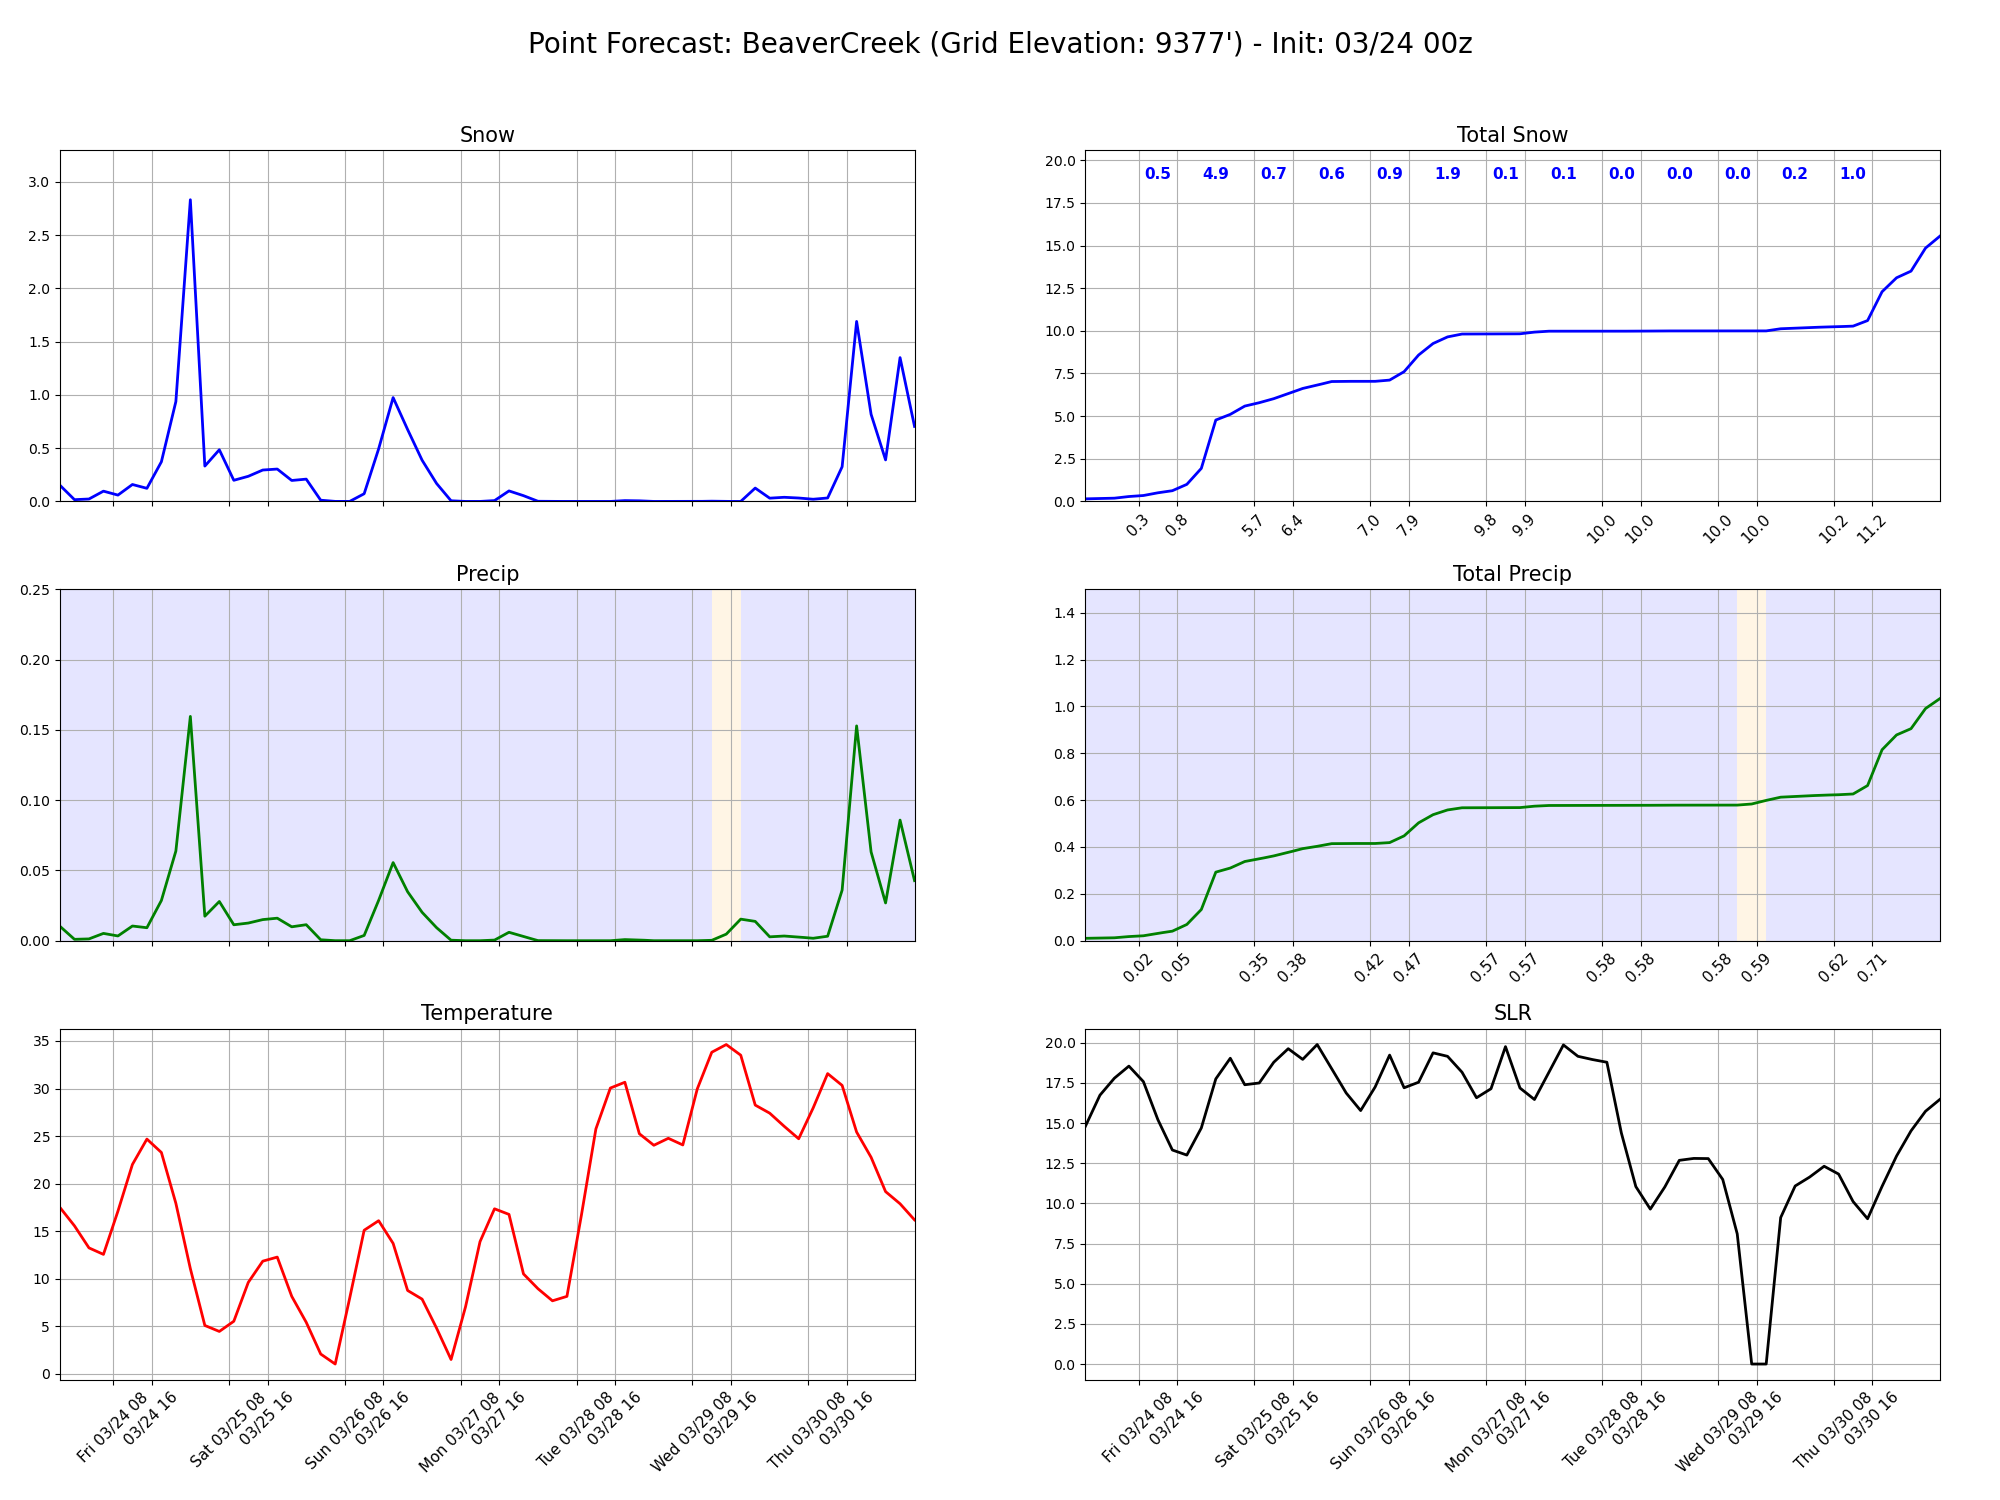 Point Forecast: BeaverCreek (Grid Elevation: 9377') - Init: 03/24 00z
Snow
3.0
2.5
2.0
1.5
1.0
0.5
0.0
Total Snow
20.0
17.5
15.0
12.5
10.0
7.5
5.0
2.5
0.0
0.5 4.9 0.7 0.6 0.9 1.9 0.1 0.1 0.0 0.0 0.0 0.2 1.0
0.3 0.8 5.7 6.4 7.0 7.9 9.8 9.9 10.0 10.0 10.0 10.0 10.2 11.2
Precip
0.25
0.20
0.15
0.10
0.05
0.00
Total Precip
1.4
1.2
1.0
0.8
0.6
0.4
0.2
0.0
0.02 0.05 0.35 0.38 0.42 0.47 0.57 0.57 0.58 0.58 0.58 0.59 0.62 0.71
Temperature
35
30
25
20
15
10
5
0
Fri 03/24 08
03/24 16
Sat 03/25 08
03/25 16
Sun 03/26 08
03/26 16
Mon 03/27 08
03/27 16
Tue 03/28 08
03/28 16
Wed 03/29 08
03/29 16
Thu 03/30 08
03/30 16
SLR
20.0
17.5
15.0
12.5
10.0
7.5
5.0
2.5
0.0
Fri 03/24 08
03/24 16
Sat 03/25 08
03/25 16
Sun 03/26 08
03/26 16
Mon 03/27 08
03/27 16
Tue 03/28 08
03/28 16
Wed 03/29 08
03/29 16
Thu 03/30 08
03/30 16